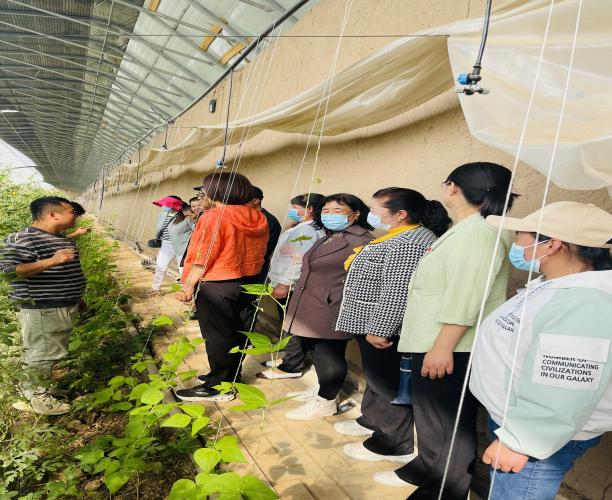 NUMBER OF
COMMUNICATING
CIVILIZATIONS
IN OUR GALAXY